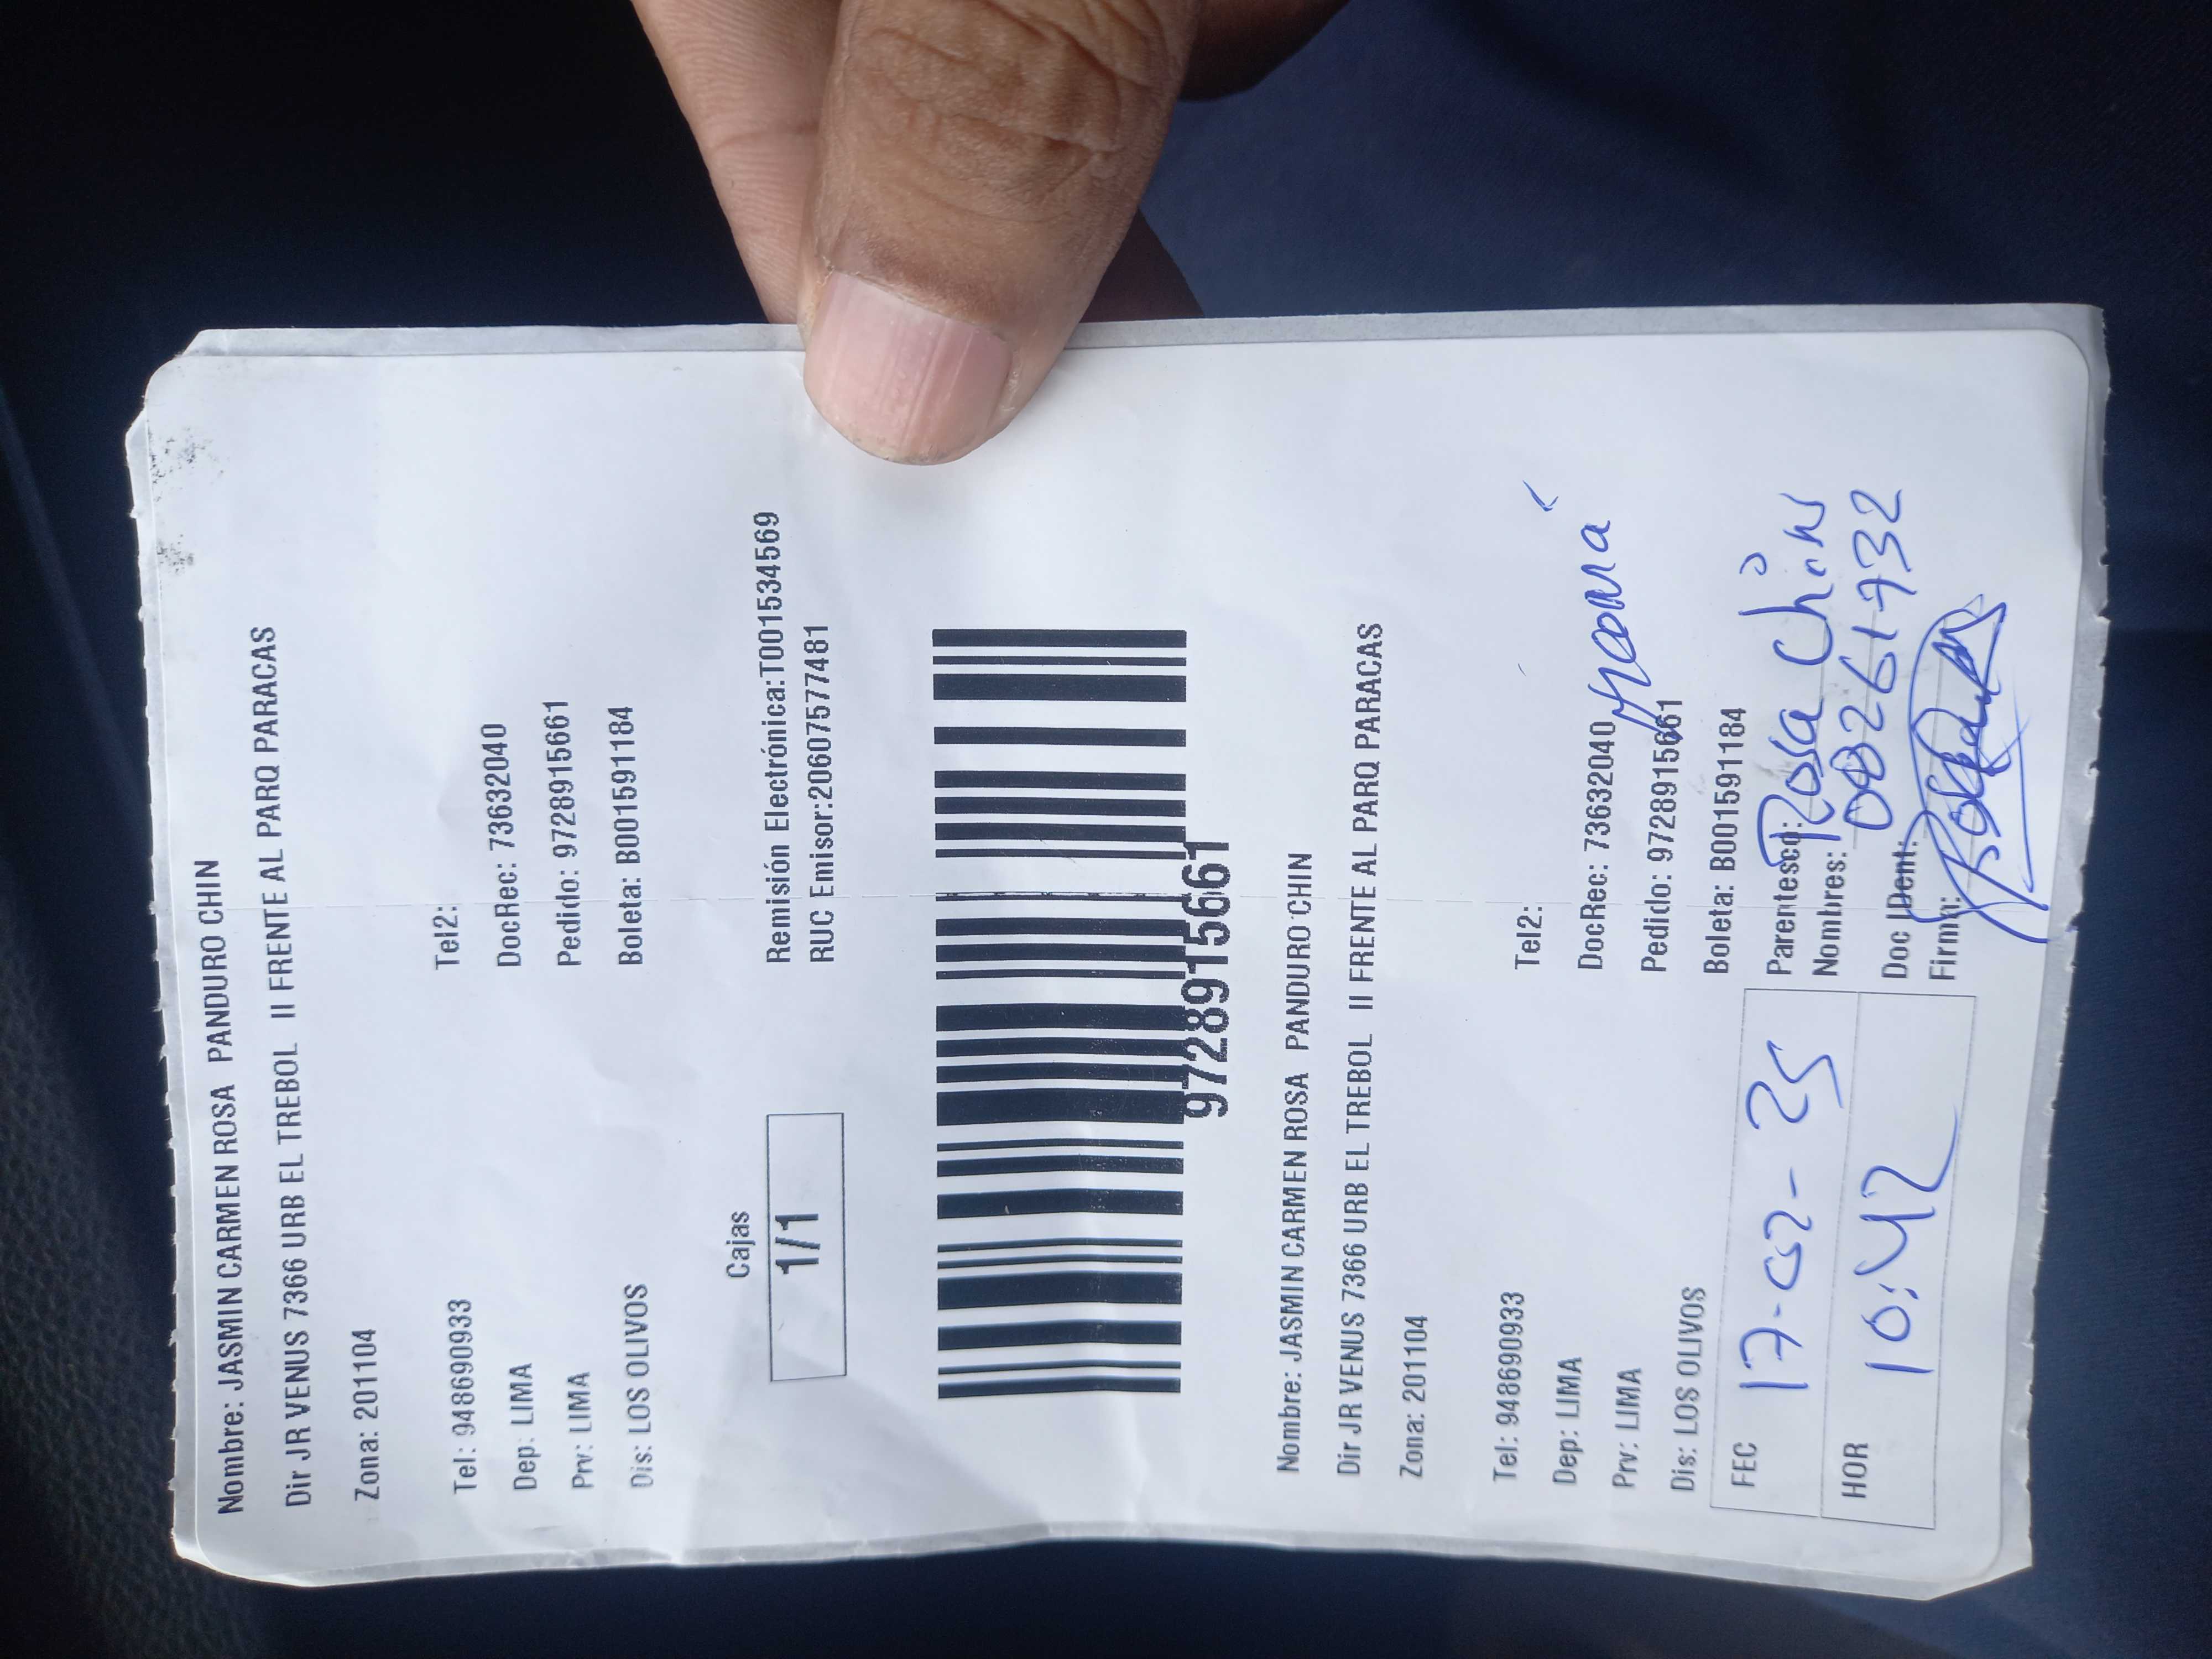 Nombre: JASMIN CARMEN ROSA PANDURO CHIN
Dir JR VENUS 7366 URB EL TREBOL II FRENTE AL PARQ PARACAS
Zona: 201104
Tel: 948690933 Tel2:
Dep: LIMA DocRec: 73632040
Prv: LIMA Pedido: 9728915661
Dis: LOS OLIVOS Boleta: B001591184
Cajas
1/1
Remisión Electrónica:T001534569
RUC Emisor:20607577481
9728915661
Nombre: JASMIN CARMEN ROSA PANDURO CHIN
Dir JR VENUS 7366 URB EL TREBOL II FRENTE AL PARQ PARACAS
Zona: 201104
Tel: 948690933 Tel2:
Dep: LIMA DocRec: 73632040
Prv: LIMA Pedido: 9728915661
Dis: LOS OLIVOS Boleta: B001591184
FEC 17-02-25
HOR 10:42
Parentesco:
Nombres: Rosa Chin
Doc IDent: 08261732
Firma: